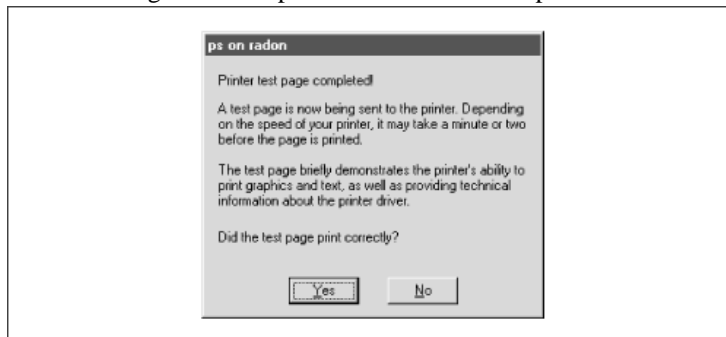 ps on radon
Printer test page completed!
A test page is now being sent to the printer. Depending
on the speed of your printer, it may take a minute or two
before the page is printed.
The test page briefly demonstrates the printer's ability to
print graphics and text, as well as providing technical
information about the printer driver.
Did the test page print correctly?
Yes No